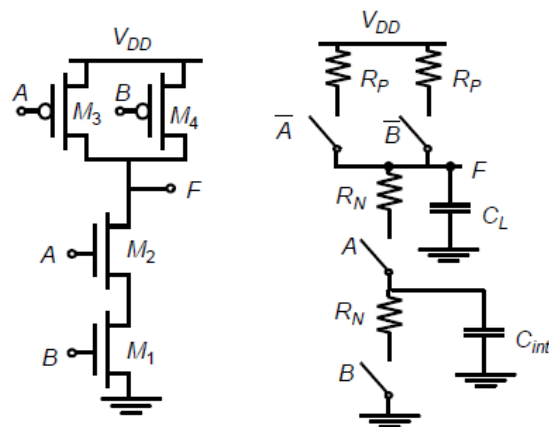 V_DD
A
M_3
B
M_4
F
A
M_2
B
M_1
V_DD
R_P
R_P
A̅
B̅
F
R_N
C_L
A
R_N
C_int
B